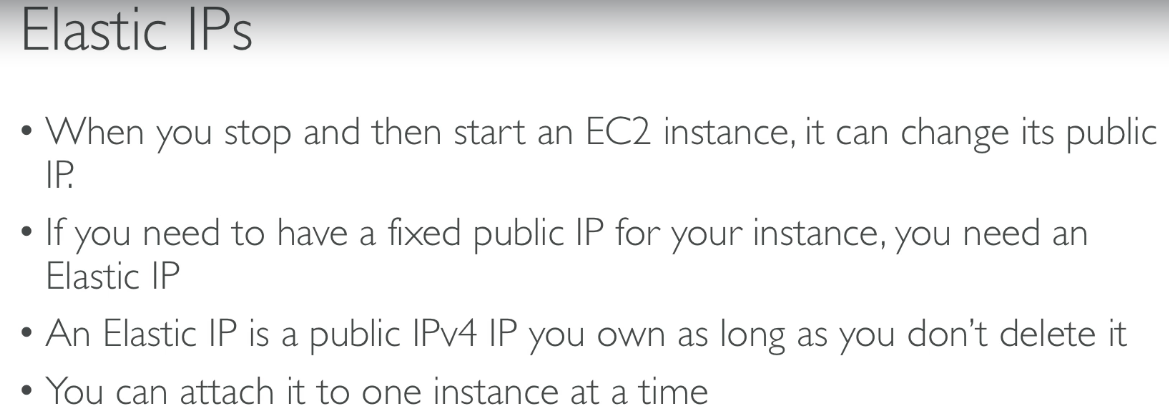 Elastic IPs
• When you stop and then start an EC2 instance, it can change its public
IP.
• If you need to have a fixed public IP for your instance, you need an
Elastic IP
• An Elastic IP is a public IPv4 IP you own as long as you don’t delete it
• You can attach it to one instance at a time